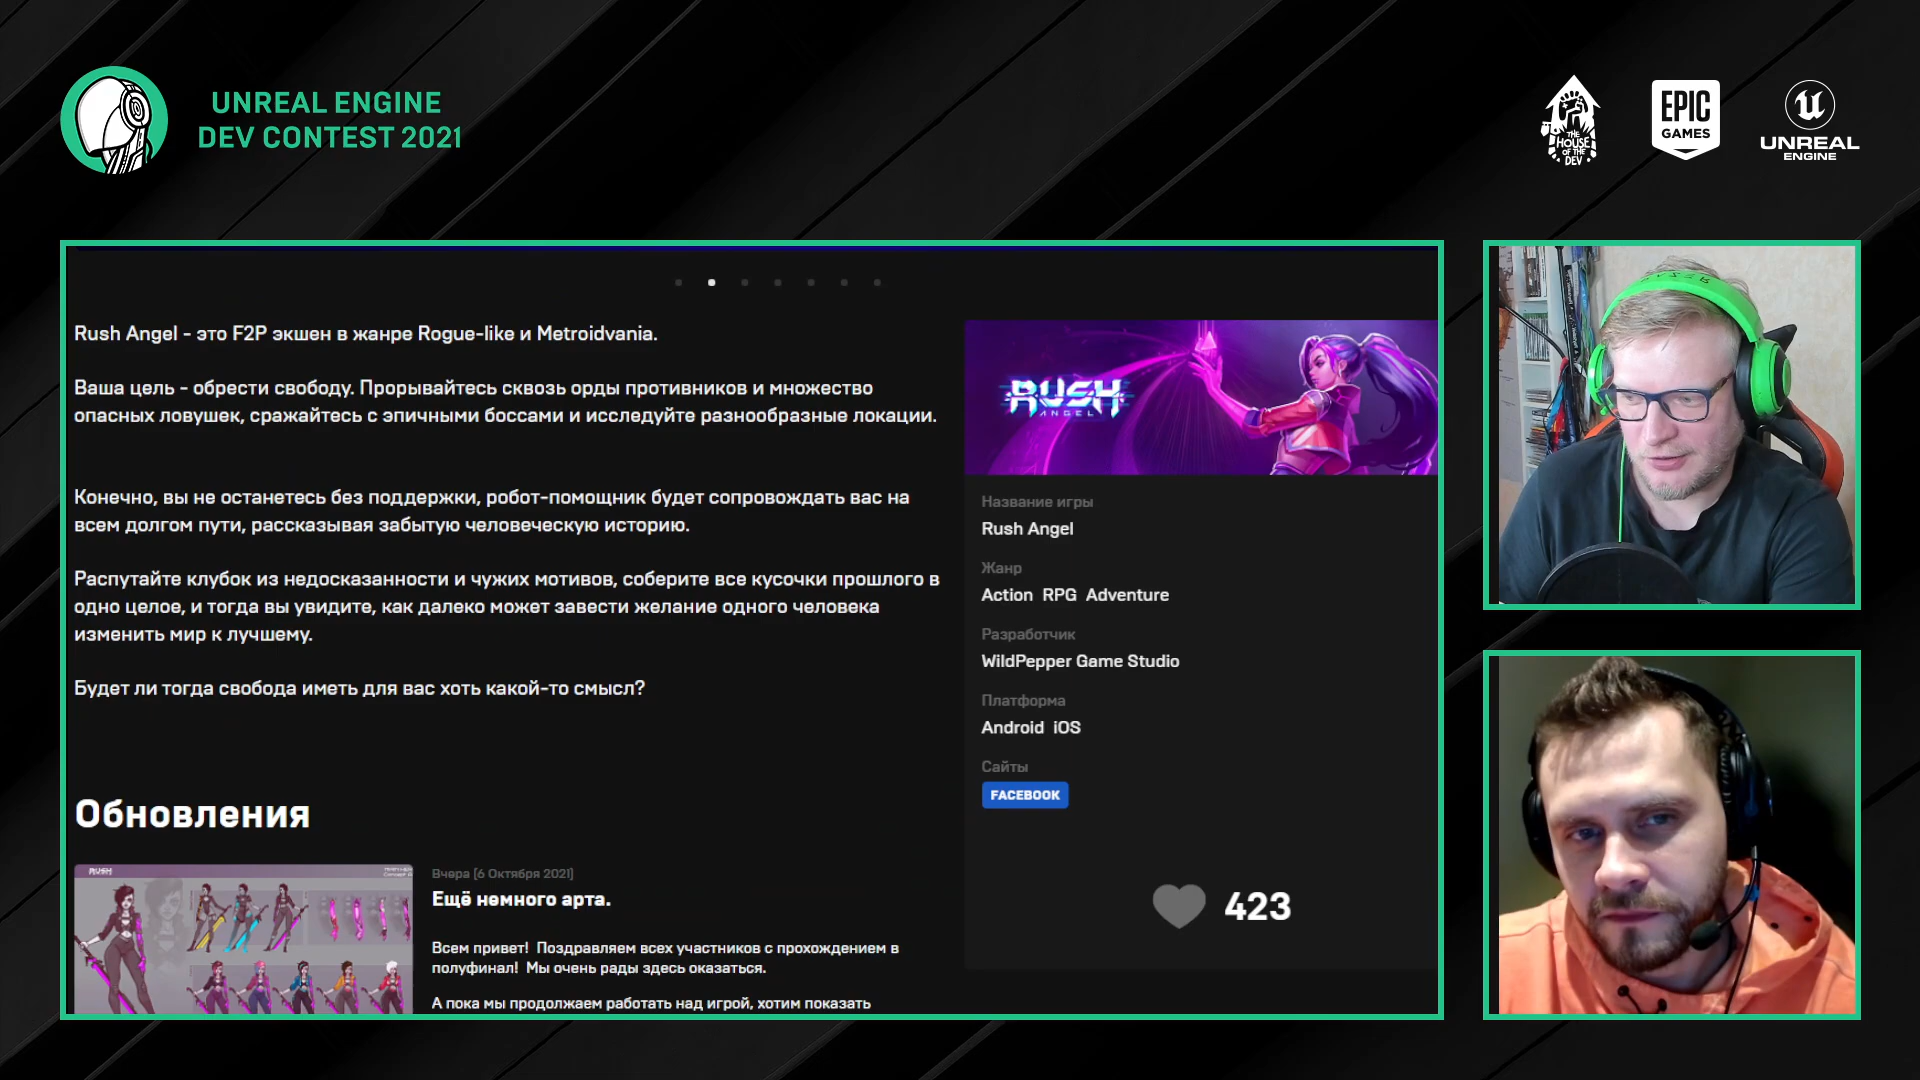 UNREAL ENGINE
DEV CONTEST 2021
THE
HOUSE
OF THE
DEV
EPIC
GAMES
UNREAL
ENGINE
Rush Angel - это F2P экшен в жанре Rogue-like и Metroidvania.
Ваша цель - обрести свободу. Прорывайтесь сквозь орды противников и множество
опасных ловушек, сражайтесь с эпичными боссами и исследуйте разнообразные локации.
Конечно, вы не останетесь без поддержки, робот-помощник будет сопровождать вас на
всем долгом пути, рассказывая забытую человеческую историю.
Распутайте клубок из недосказанности и чужих мотивов, соберите все кусочки прошлого в
одно целое, и тогда вы увидите, как далеко может завести желание одного человека
изменить мир к лучшему.
Будет ли тогда свобода иметь для вас хоть какой-то смысл?
Обновления
RUSH
Вчера [6 Октября 2021]
Ещё немного арта.
Всем привет! Поздравляем всех участников с прохождением в
полуфинал! Мы очень рады здесь оказаться.
А пока мы продолжаем работать над игрой, хотим показать
RUSH
ANGEL
Название игры
Rush Angel
Жанр
Action RPG Adventure
Разработчик
WildPepper Game Studio
Платформа
Android iOS
Сайты
FACEBOOK
423